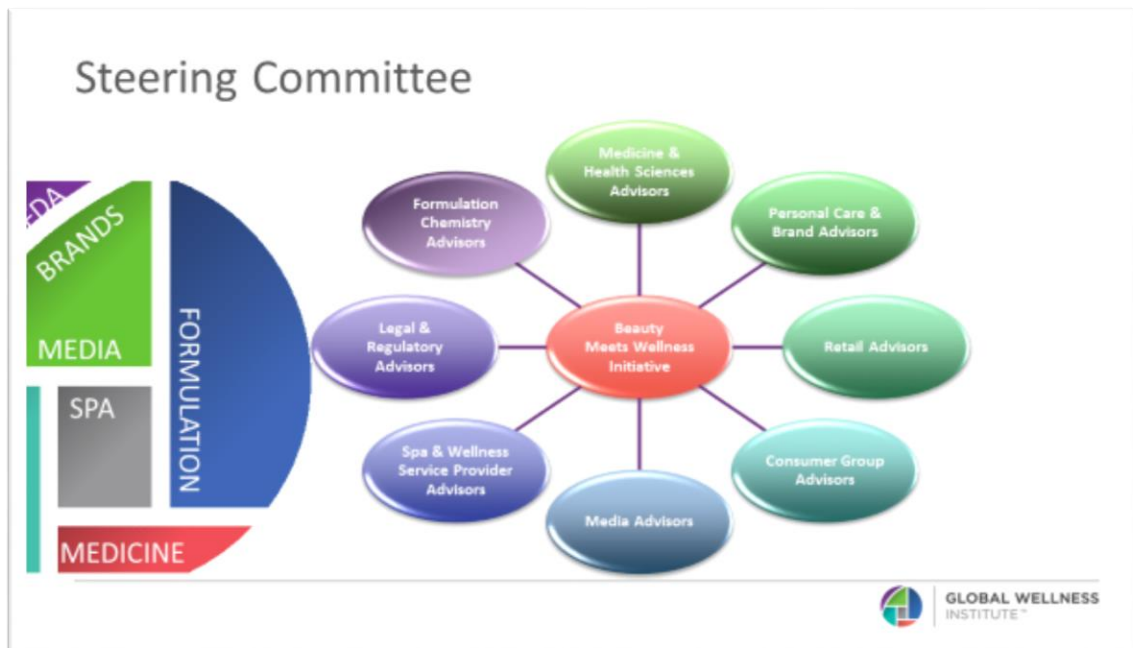 Steering Committee
BRANDS
MEDIA
SPA
FORMULATION
MEDICINE
Medicine &
Health Sciences
Advisors
Personal Care &
Brand Advisors
Retail Advisors
Consumer Group
Advisors
Media Advisors
Spa & Wellness
Service Provider
Advisors
Legal &
Regulatory
Advisors
Formulation
Chemistry
Advisors
Beauty
Meets Wellness
Initiative
GLOBAL WELLNESS
INSTITUTE™